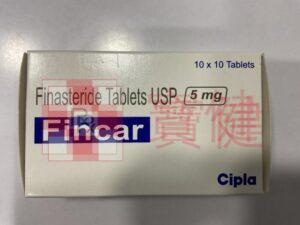 10 x 10 Tablets
Finasteride Tablets USP 5 mg
Fincar
寶健
Cipla